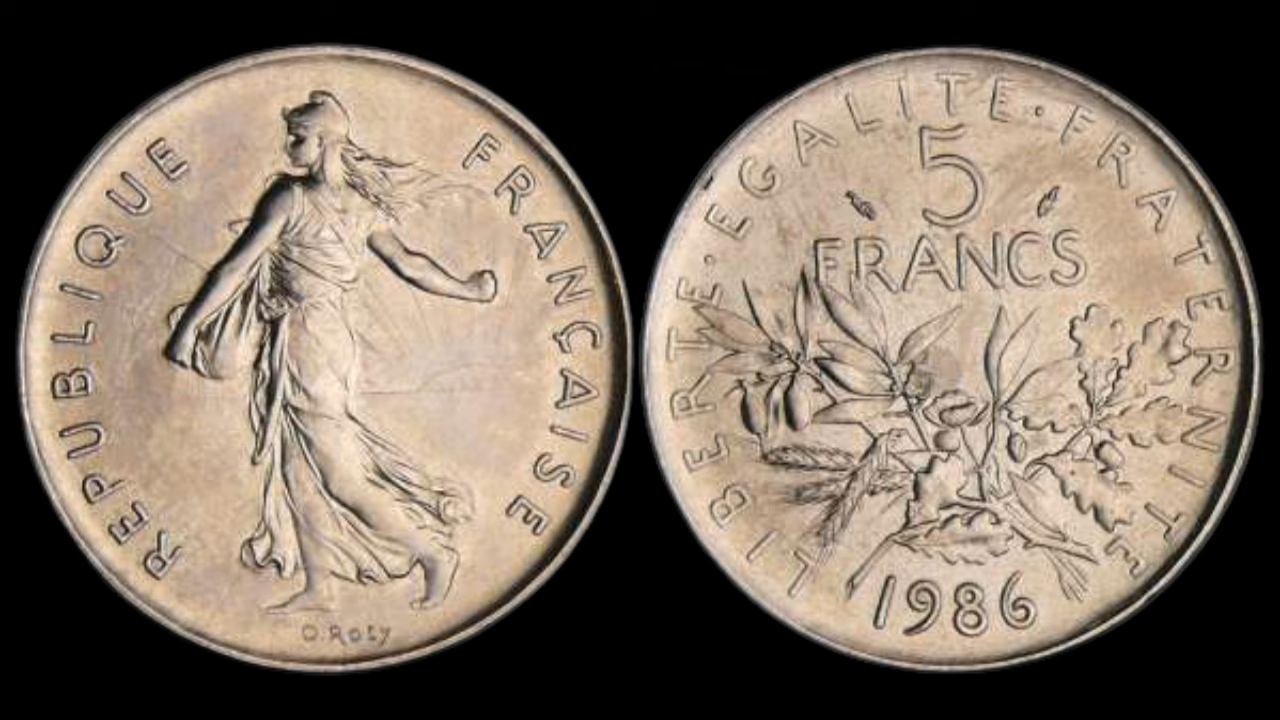 REPUBLIQUE FRANÇAISE
O. ROTY
LIBERTE·EGALITE·FRATERNITE
5
FRANCS
1986